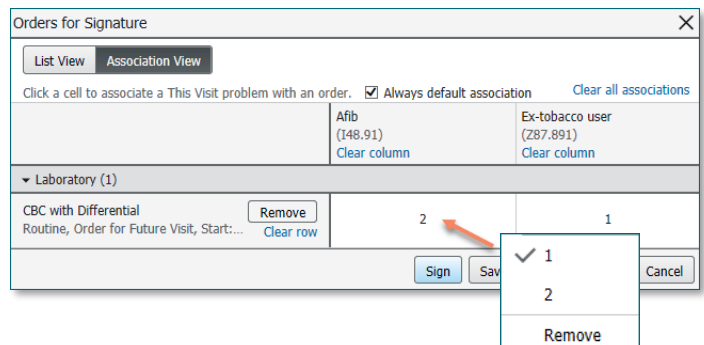 Orders for Signature
List View Association View
Click a cell to associate a This Visit problem with an order. Always default association Clear all associations
Afib Ex-tobacco user
(I48.91) (Z87.891)
Clear column Clear column
Laboratory (1)
CBC with Differential Remove
Routine, Order for Future Visit, Start:... Clear row
2 1
Sign Sav Cancel
1
2
Remove